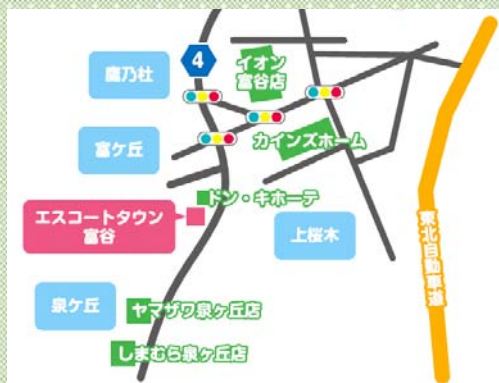 4
イオン
富谷店
鷹乃杜
富ケ丘
カインズホーム
ドン・キホーテ
エスコートタウン
富谷
上桜木
東北自動車道
泉ケ丘
ヤマザワ泉ヶ丘店
しまむら泉ヶ丘店